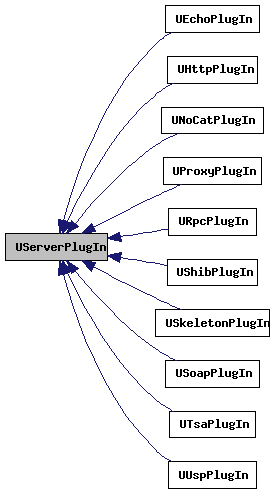 UEchoPlugIn
UHttpPlugIn
UNoCatPlugIn
UProxyPlugIn
URpcPlugIn
UServerPlugIn
UShibPlugIn
USkeletonPlugIn
USoapPlugIn
UTsaPlugIn
UUspPlugIn